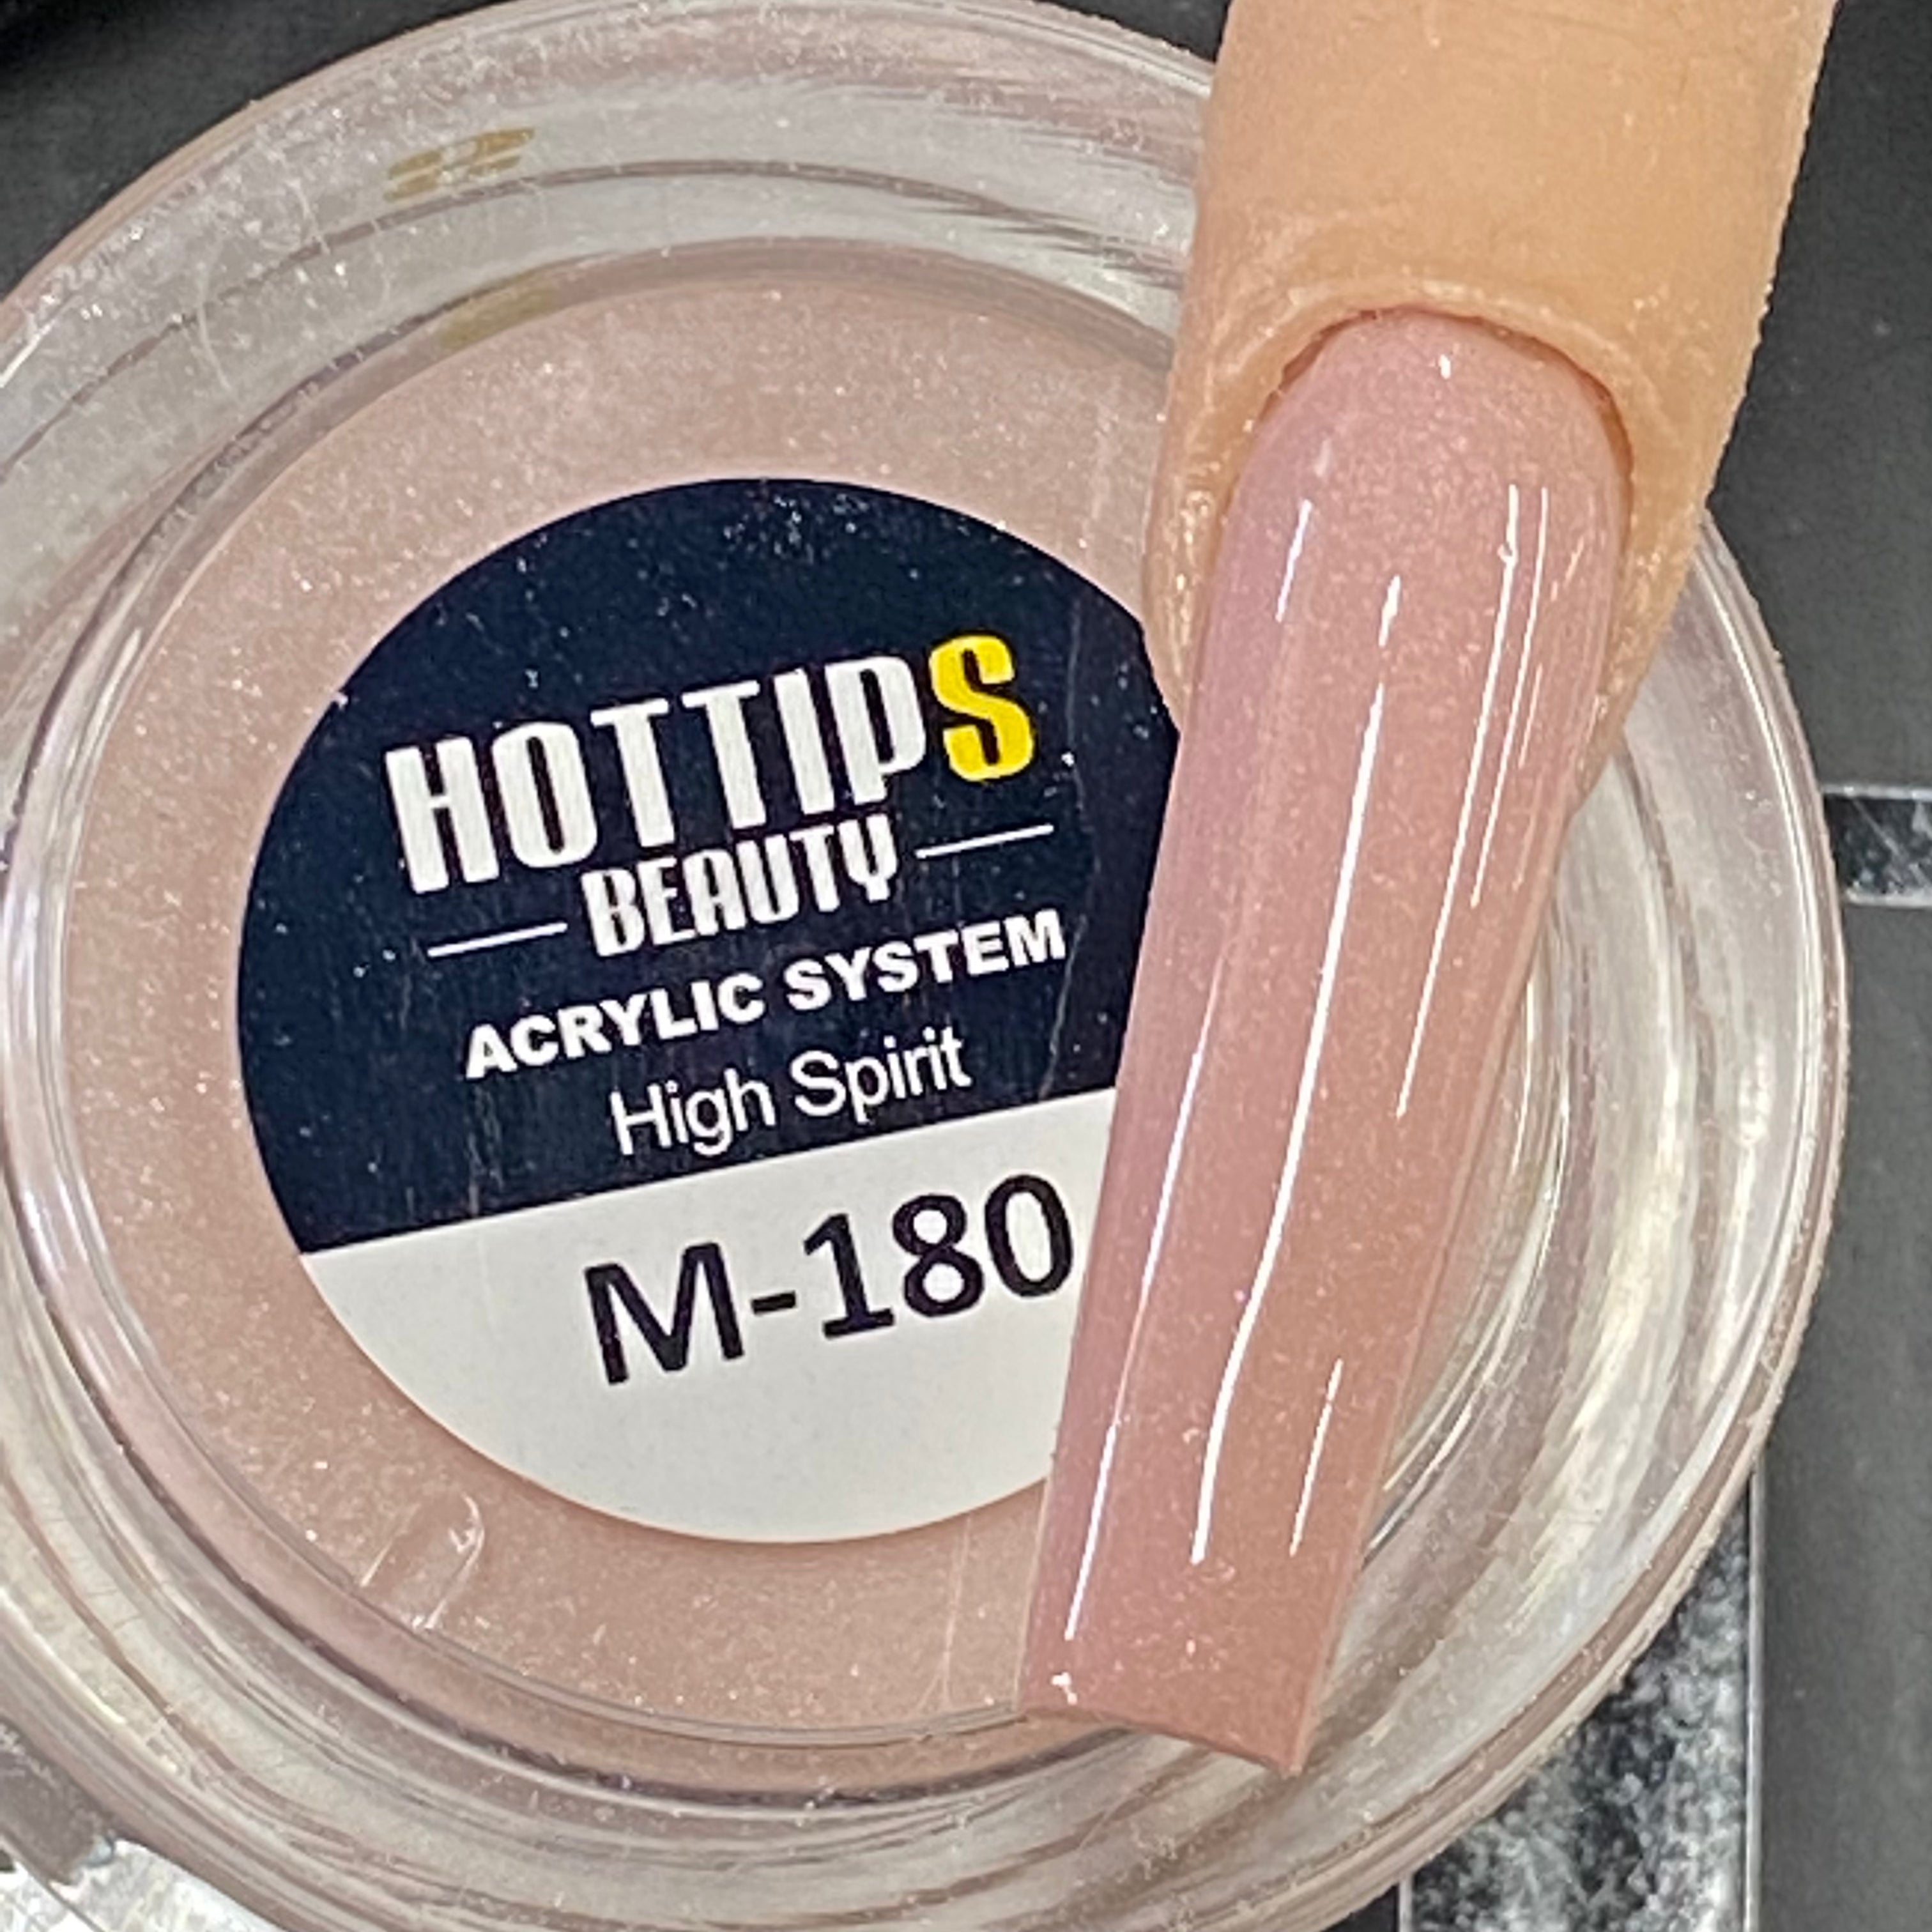 HOTTIPS
BEAUTY
ACRYLIC SYSTEM
High Spirit
M-180